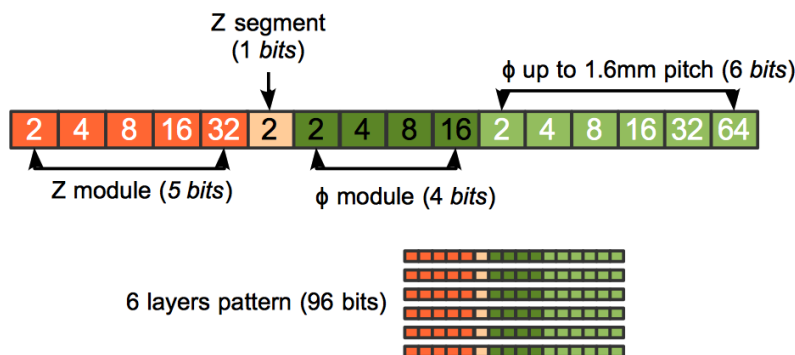 Z segment
(1 bits)
ϕ up to 1.6mm pitch (6 bits)
2 4 8 16 32 2 2 4 8 16 2 4 8 16 32 64
Z module (5 bits)
ϕ module (4 bits)
6 layers pattern (96 bits)